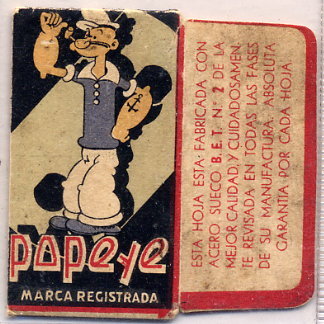 popeye
MARCA REGISTRADA
ESTA HOJA ESTA FABRICADA CON
ACERO SUECO B.E.T. N.º 2 DE LA
MEJOR CALIDAD, Y CUIDADOSAMEN.
TE REVISADA EN TODAS LAS FASES
DE SU MANUFACTURA. ABSOLUTA
GARANTIA POR CADA HOJA